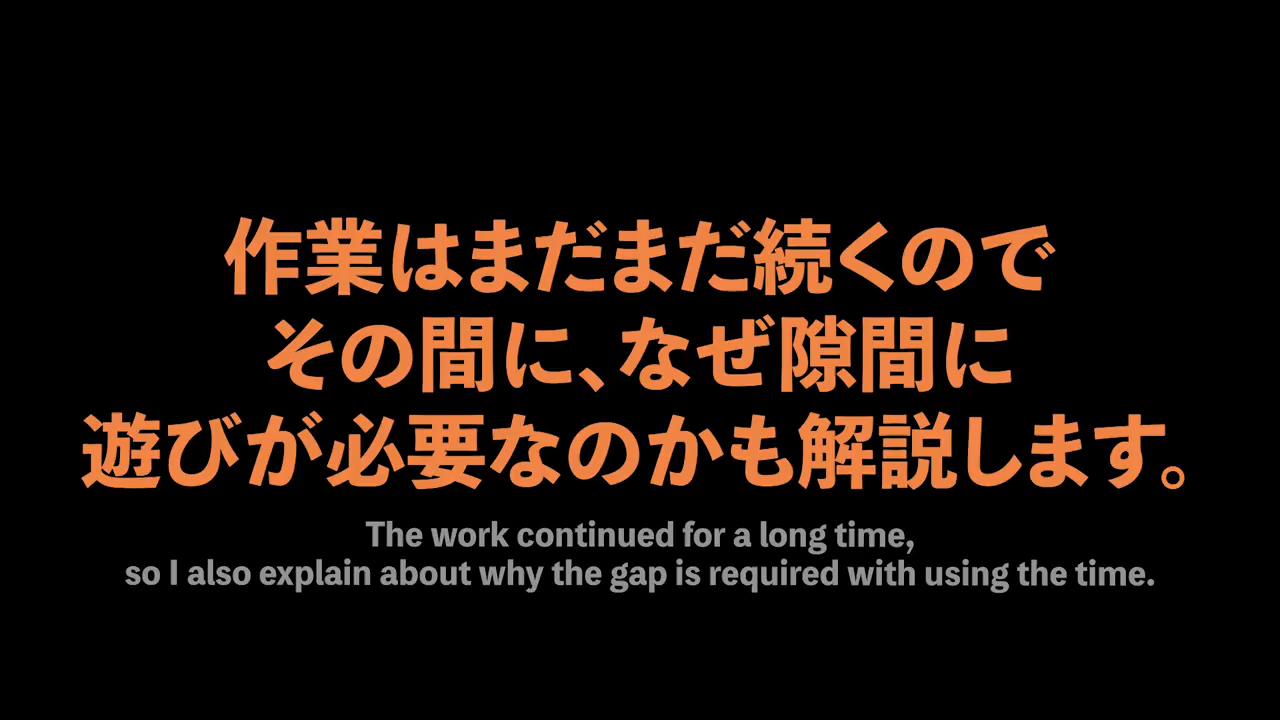 作業はまだまだ続くので
その間に、なぜ隙間に
遊びが必要なのかも解説します。
The work continued for a long time,
so I also explain about why the gap is required with using the time.